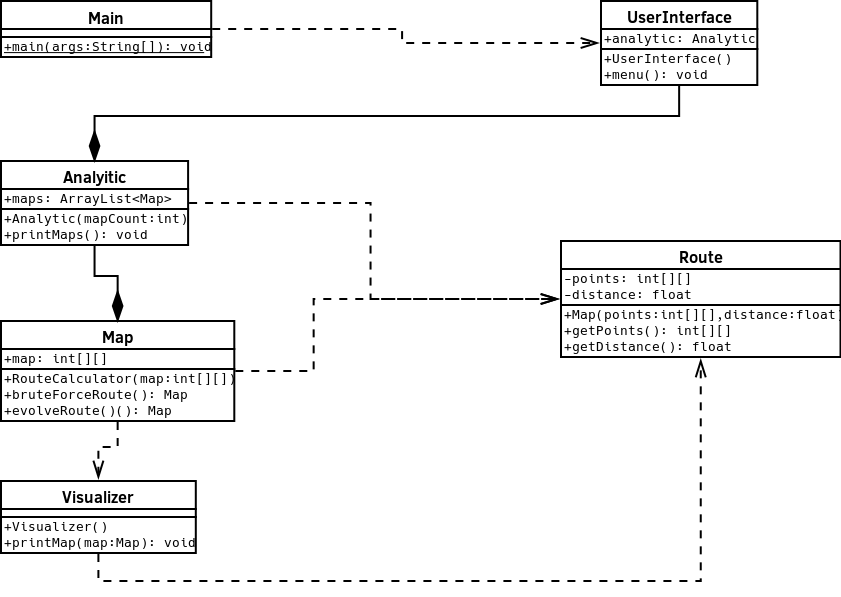 Main
+main(args:String[]): void
UserInterface
+analytic: Analytic
+UserInterface()
+menu(): void
Analyitic
+maps: ArrayList<Map>
+Analytic(mapCount:int)
+printMaps(): void
Route
-points: int[][]
-distance: float
+Map(points:int[][],distance:float)
+getPoints(): int[][]
+getDistance(): float
Map
+map: int[][]
+RouteCalculator(map:int[][])
+bruteForceRoute(): Map
+evolveRoute()(): Map
Visualizer
+Visualizer()
+printMap(map:Map): void